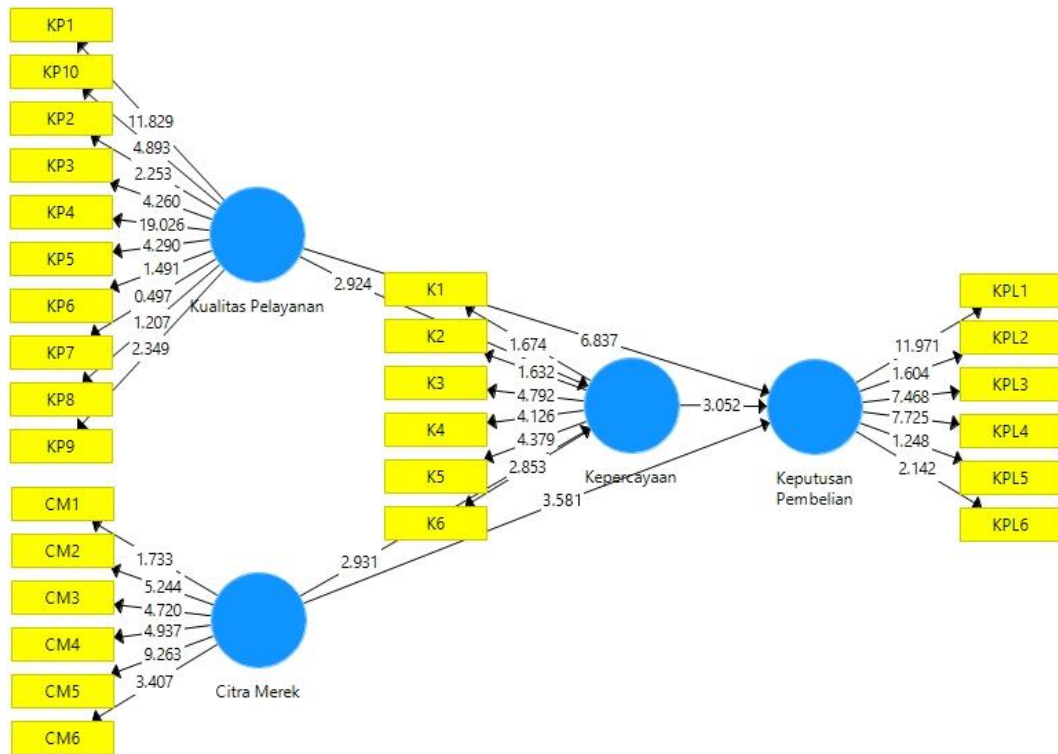 KP1
KP10
KP2
KP3
KP4
KP5
KP6
KP7
KP8
KP9
11.829
4.893
2.253
4.260
19.026
4.290
1.491
0.497
1.207
2.349
Kualitas Pelayanan
CM1
CM2
CM3
CM4
CM5
CM6
1.733
5.244
4.720
4.937
9.263
3.407
Citra Merek
2.924
6.837
2.931
3.581
K1
K2
K3
K4
K5
K6
1.674
1.632
4.792
4.126
4.379
2.853
Kepercayaan
3.052
Keputusan
Pembelian
11.971
1.604
7.468
7.725
1.248
2.142
KPL1
KPL2
KPL3
KPL4
KPL5
KPL6